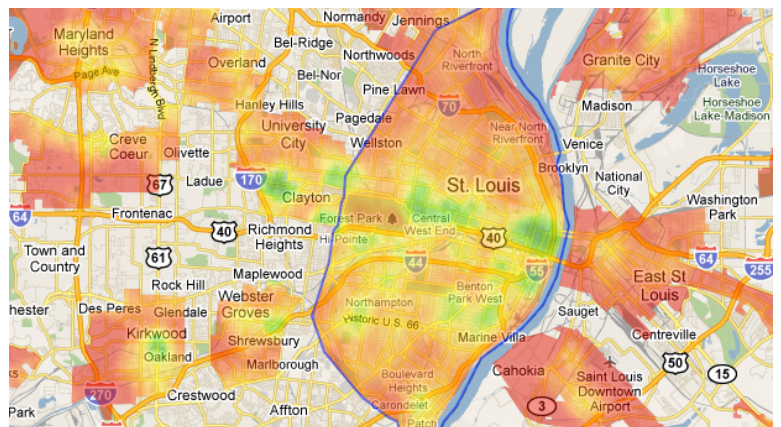 Airport
Normandy
Jennings
Maryland
Heights
N Lindbergh Blvd
Bel-Ridge
Northwoods
North
Riverfront
Granite City
Overland
Page Ave
Bel-Nor
Pine Lawn
Horseshoe
Lake
Hanley Hills
70
Madison
Horseshoe
Lake-Madison
Pagedale
University
City
Near North
Riverfront
Creve
Coeur
Olivette
Wellston
Venice
Brooklyn
67
Ladue
170
Clayton
St. Louis
National
City
Washington
Park
64
Frontenac
Forest Park
Central
West End
40
Richmond
Heights
Hi-Pointe
40
Town and
Country
61
44
55
64
255
Maplewood
East St
Louis
Rock Hill
Benton
Park West
chester
Des Peres
Glendale
Webster
Groves
Northampton
Sauget
Historic U.S. 66
Centreville
Kirkwood
Oakland
Shrewsbury
Marine Villa
Marlborough
Cahokia
50
15
Boulevard
Heights
Saint Louis
Downtown
Airport
270
Crestwood
3
Park
Affton
Carondelet
Patch